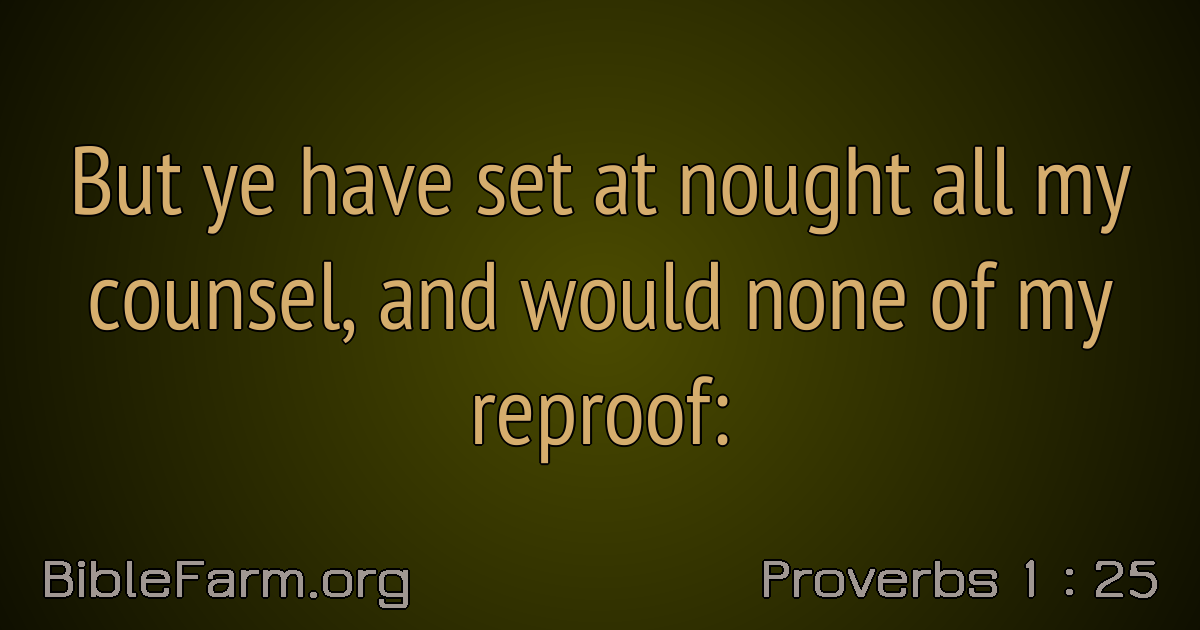 But ye have set at nought all my
counsel, and would none of my
reproof:
BibleFarm.org
Proverbs 1 : 25